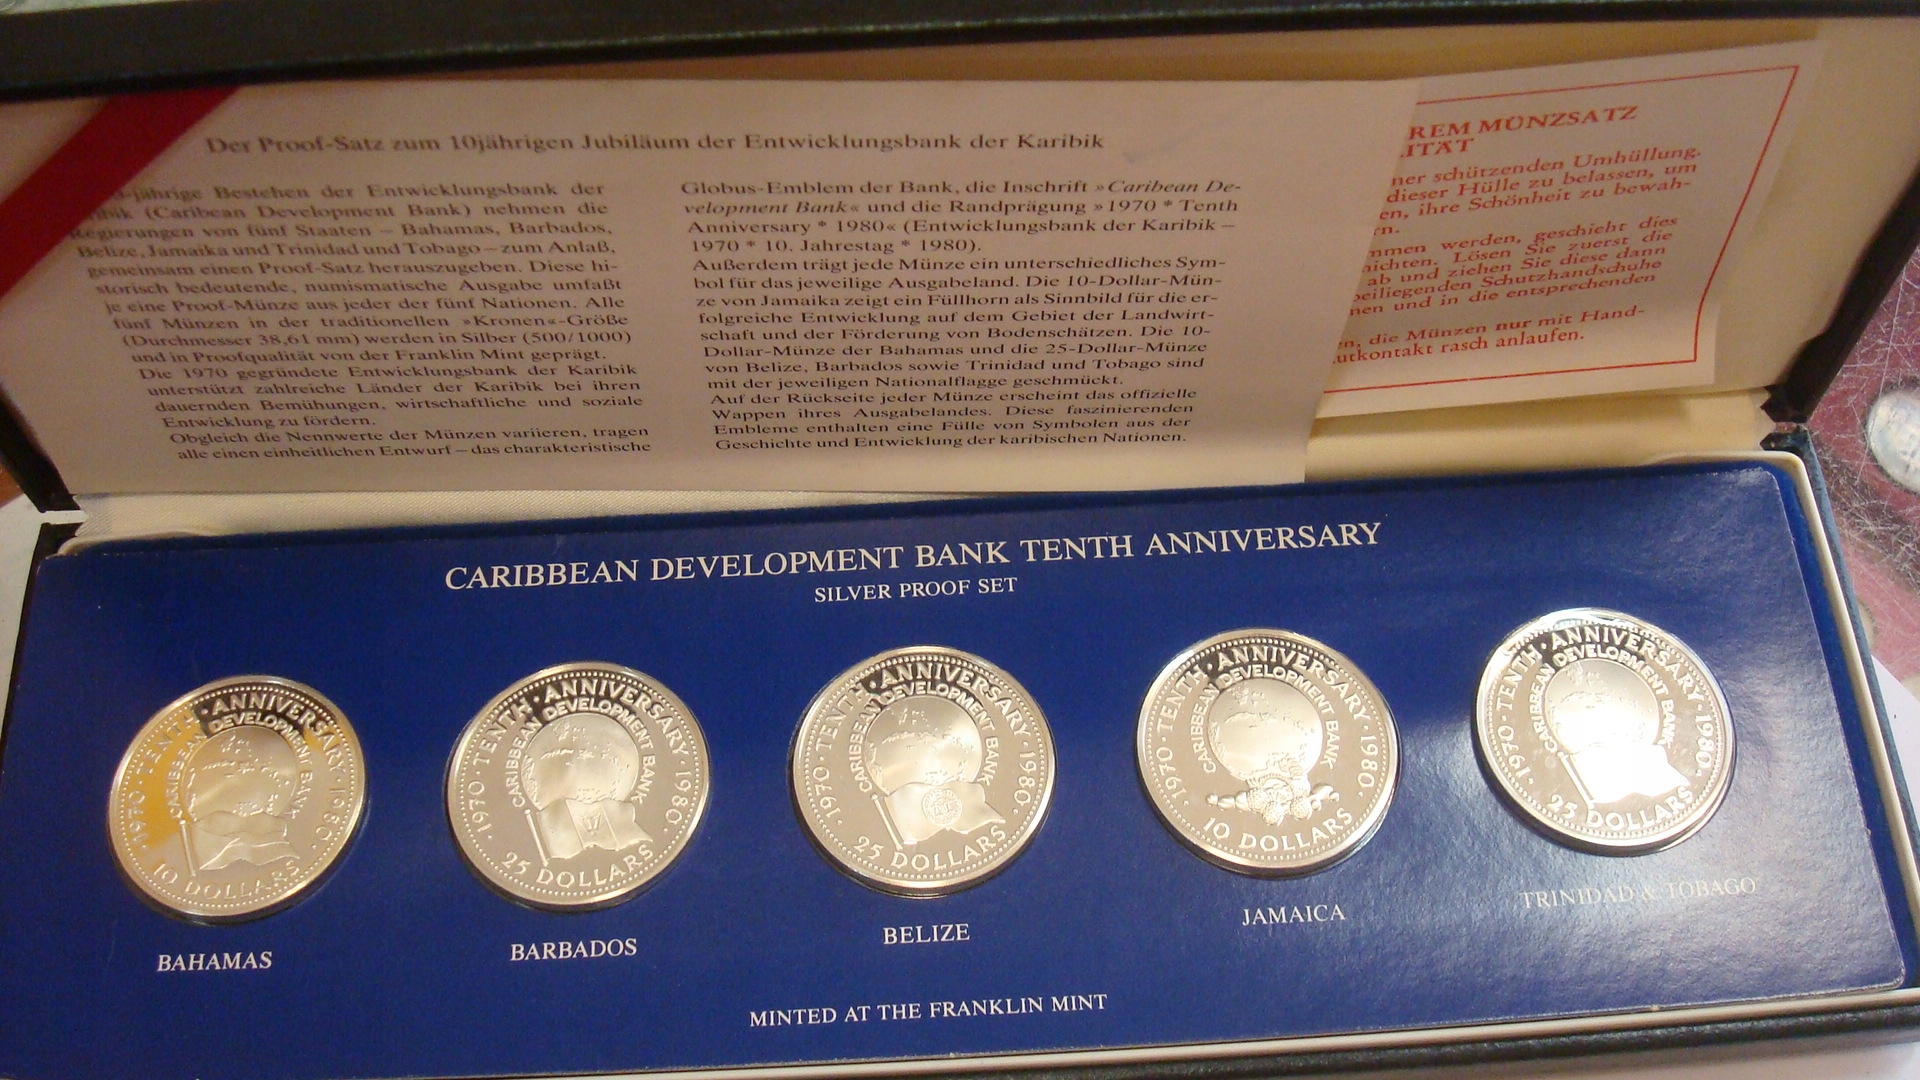 Der Proof-Satz zum 10jährigen Jubiläum der Entwicklungsbank der Karibik
-jährige Bestehen der Entwicklungsbank der
(Caribean Development Bank) nehmen die
Regierungen von fünf Staaten – Bahamas, Barbados,
Belize, Jamaika und Trinidad und Tobago – zum Anlaß,
gemeinsam einen Proof-Satz herauszugeben. Diese hi-
storisch bedeutende, numismatische Ausgabe umfaßt
je eine Proof-Münze aus jeder der fünf Nationen. Alle
fünf Münzen in der traditionellen »Kronen«-Größe
(Durchmesser 38,61 mm) werden in Silber (500/1000)
und in Proofqualität von der Franklin Mint geprägt.
Die 1970 gegründete Entwicklungsbank der Karibik
unterstützt zahlreiche Länder der Karibik bei ihren
dauernden Bemühungen, wirtschaftliche und soziale
Entwicklung zu fördern.
Obgleich die Nennwerte der Münzen variieren, tragen
alle einen einheitlichen Entwurf – das charakteristische
Globus-Emblem der Bank, die Inschrift »Caribean De-
velopment Bank« und die Randprägung »1970 * Tenth
Anniversary * 1980« (Entwicklungsbank der Karibik –
1970 * 10. Jahrestag * 1980).
Außerdem trägt jede Münze ein unterschiedliches Sym-
bol für das jeweilige Ausgabeland. Die 10-Dollar-Mün-
ze von Jamaika zeigt ein Füllhorn als Sinnbild für die er-
folgreiche Entwicklung auf dem Gebiet der Landwirt-
schaft und der Förderung von Bodenschätzen. Die 10-
Dollar-Münze der Bahamas und die 25-Dollar-Münze
von Belize, Barbados sowie Trinidad und Tobago sind
mit der jeweiligen Nationalflagge geschmückt.
Auf der Rückseite jeder Münze erscheint das offizielle
Wappen ihres Ausgabelandes. Diese faszinierenden
Embleme enthalten eine Fülle von Symbolen aus der
Geschichte und Entwicklung der karibischen Nationen.
REM MÜNZSATZ
ITÄT
ner schützenden Umhüllung.
dieser Hülle zu belassen, um
en, ihre Schönheit zu bewah-
rn.
mmen werden, geschieht dies
nichten. Lösen Sie zuerst die
ab und ziehen Sie diese dann
beiliegenden Schutzhandschuhe
nen und in die entsprechenden
n, die Münzen nur mit Hand-
utkontakt rasch anlaufen.
CARIBBEAN DEVELOPMENT BANK TENTH ANNIVERSARY
SILVER PROOF SET
1970 · TENTH · ANNIVERSARY · 1980
CARIBBEAN DEVELOPMENT BANK
10 DOLLARS
1970 · TENTH · ANNIVERSARY · 1980
CARIBBEAN DEVELOPMENT BANK
25 DOLLARS
1970 · TENTH · ANNIVERSARY · 1980
CARIBBEAN DEVELOPMENT BANK
25 DOLLARS
1970 · TENTH · ANNIVERSARY · 1980
CARIBBEAN DEVELOPMENT BANK
10 DOLLARS
1970 · TENTH · ANNIVERSARY · 1980
CARIBBEAN DEVELOPMENT BANK
25 DOLLARS
BAHAMAS
BARBADOS
BELIZE
JAMAICA
TRINIDAD & TOBAGO
MINTED AT THE FRANKLIN MINT